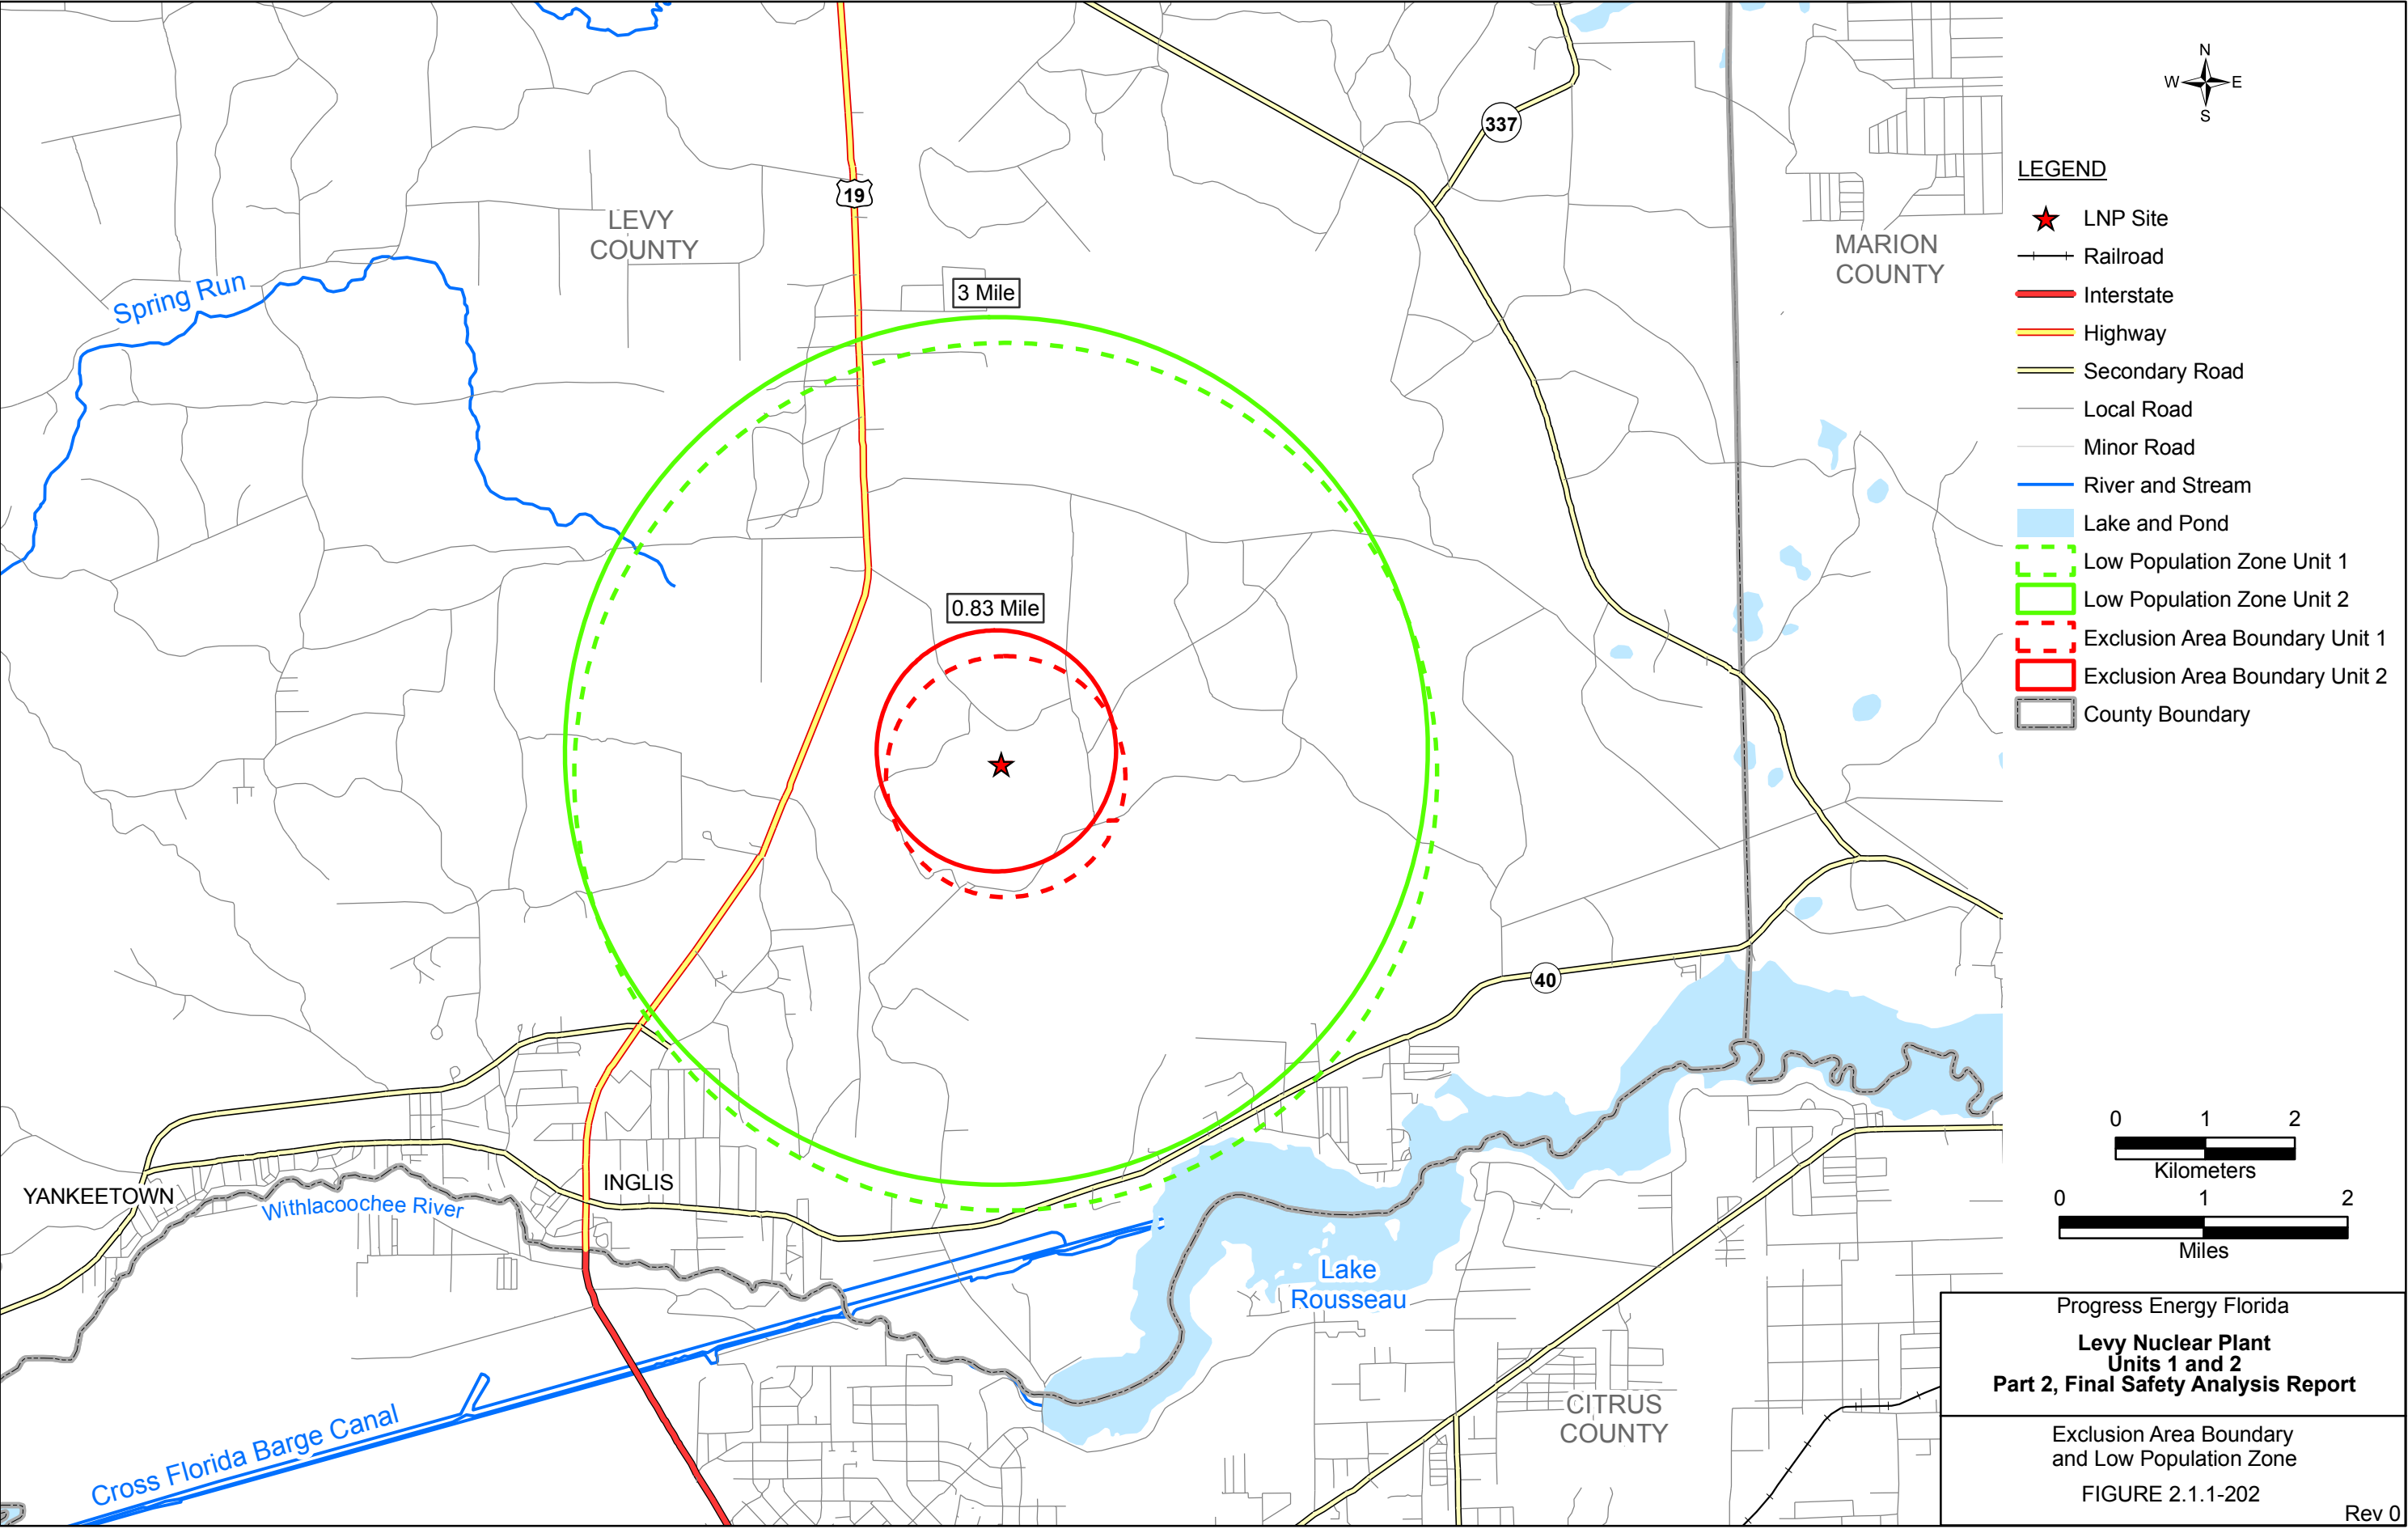 N
W E
S
337
19
LEVY
COUNTY
MARION
COUNTY
Spring Run
3 Mile
0.83 Mile
40
YANKEETOWN
INGLIS
Withlacoochee River
Lake
Rousseau
CITRUS
COUNTY
Cross Florida Barge Canal
LEGEND
LNP Site
Railroad
Interstate
Highway
Secondary Road
Local Road
Minor Road
River and Stream
Lake and Pond
Low Population Zone Unit 1
Low Population Zone Unit 2
Exclusion Area Boundary Unit 1
Exclusion Area Boundary Unit 2
County Boundary
0 1 2
Kilometers
0 1 2
Miles
Progress Energy Florida
Levy Nuclear Plant
Units 1 and 2
Part 2, Final Safety Analysis Report
Exclusion Area Boundary
and Low Population Zone
FIGURE 2.1.1-202
Rev 0